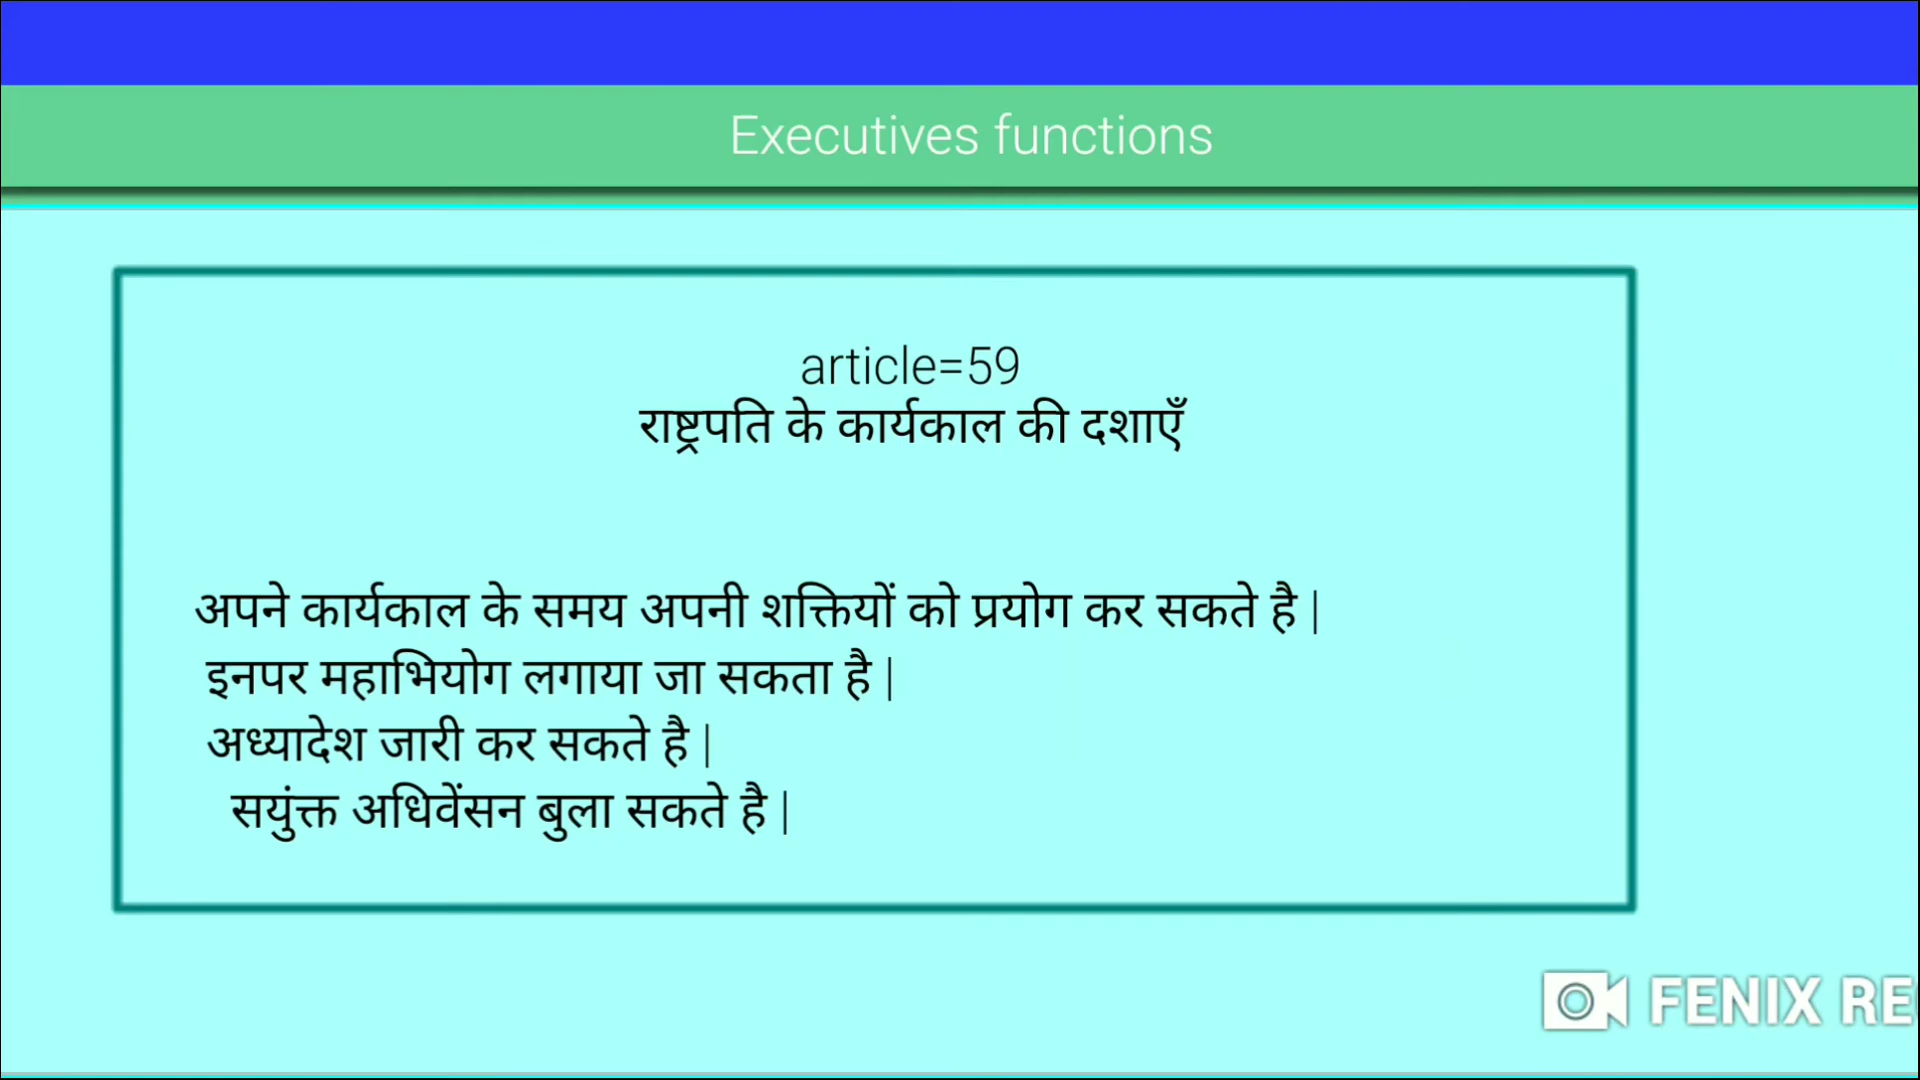 Executives functions
article=59
राष्ट्रपति के कार्यकाल की दशाएँ
अपने कार्यकाल के समय अपनी शक्तियों को प्रयोग कर सकते है |
इनपर महाभियोग लगाया जा सकता है |
अध्यादेश जारी कर सकते है |
सयुंक्त अधिवेंसन बुला सकते है |
FENIX RE